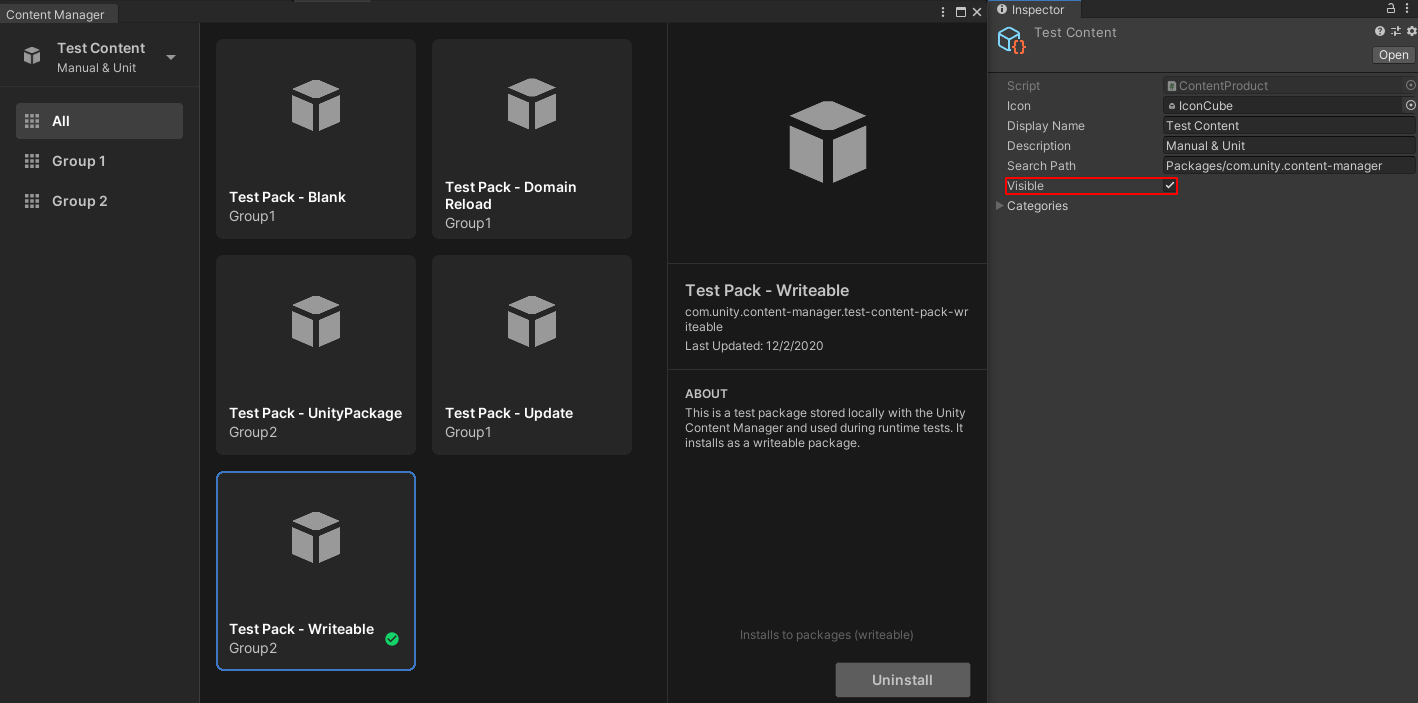 Content Manager
Test Content
Manual & Unit
All
Group 1
Group 2
Test Pack - Blank
Group1
Test Pack - Domain
Reload
Group1
Test Pack - UnityPackage
Group2
Test Pack - Update
Group1
Test Pack - Writeable
Group2
Test Pack - Writeable
com.unity.content-manager.test-content-pack-wr
iteable
Last Updated: 12/2/2020
ABOUT
This is a test package stored locally with the Unity
Content Manager and used during runtime tests. It
installs as a writeable package.
Installs to packages (writeable)
Uninstall
Inspector
Test Content
Open
Script ContentProduct
Icon IconCube
Display Name Test Content
Description Manual & Unit
Search Path Packages/com.unity.content-manager
Visible
Categories